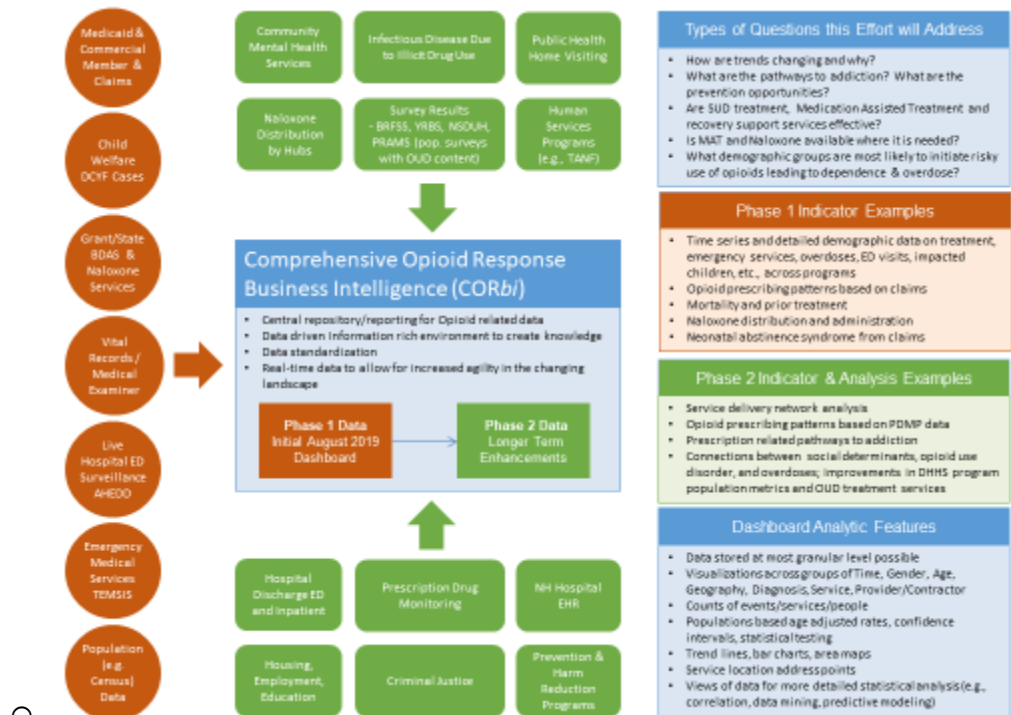 Medicaid &
Commercial
Member &
Claims
Child
Welfare
DCYF Cases
Grant/State
BDAS &
Naloxone
Services
Vital
Records /
Medical
Examiner
Live
Hospital ED
Surveillance
AHEDD
Emergency
Medical
Services
TEMSIS
Population
(e.g.
Census)
Data
Community
Mental Health
Services
Infectious Disease Due
to Illicit Drug Use
Public Health
Home Visiting
Naloxone
Distribution
by Hubs
Survey Results
- BRFSS, YRBS, NSDUH,
PRAMS (pop. surveys
with OUD content)
Human
Services
Programs
(e.g., TANF)
Comprehensive Opioid Response
Business Intelligence (CORbi)
• Central repository/reporting for Opioid related data
• Data driven information rich environment to create knowledge
• Data standardization
• Real-time data to allow for increased agility in the changing
landscape
Phase 1 Data
Initial August 2019
Dashboard
Phase 2 Data
Longer Term
Enhancements
Hospital
Discharge ED
and Inpatient
Prescription Drug
Monitoring
NH Hospital
EHR
Housing,
Employment,
Education
Criminal Justice
Prevention &
Harm
Reduction
Programs
Types of Questions this Effort will Address
• How are trends changing and why?
• What are the pathways to addiction? What are the
prevention opportunities?
• Are SUD treatment, Medication Assisted Treatment and
recovery support services effective?
• Is MAT and Naloxone available where it is needed?
• What demographic groups are most likely to initiate risky
use of opioids leading to dependence & overdose?
Phase 1 Indicator Examples
• Time series and detailed demographic data on treatment,
emergency services, overdoses, ED visits, impacted
children, etc., across programs
• Opioid prescribing patterns based on claims
• Mortality and prior treatment
• Naloxone distribution and administration
• Neonatal abstinence syndrome from claims
Phase 2 Indicator & Analysis Examples
• Service delivery network analysis
• Opioid prescribing patterns based on PDMP data
• Prescription related pathways to addiction
• Connections between social determinants, opioid use
disorder, and overdoses; improvements in DHHS program
population metrics and OUD treatment services
Dashboard Analytic Features
• Data stored at most granular level possible
• Visualizations across groups of Time, Gender, Age,
Geography, Diagnosis, Service, Provider/Contractor
• Counts of events/services/people
• Populations based age adjusted rates, confidence
intervals, statistical testing
• Trend lines, bar charts, area maps
• Service location address points
• Views of data for more detailed statistical analysis (e.g.,
correlation, data mining, predictive modeling)